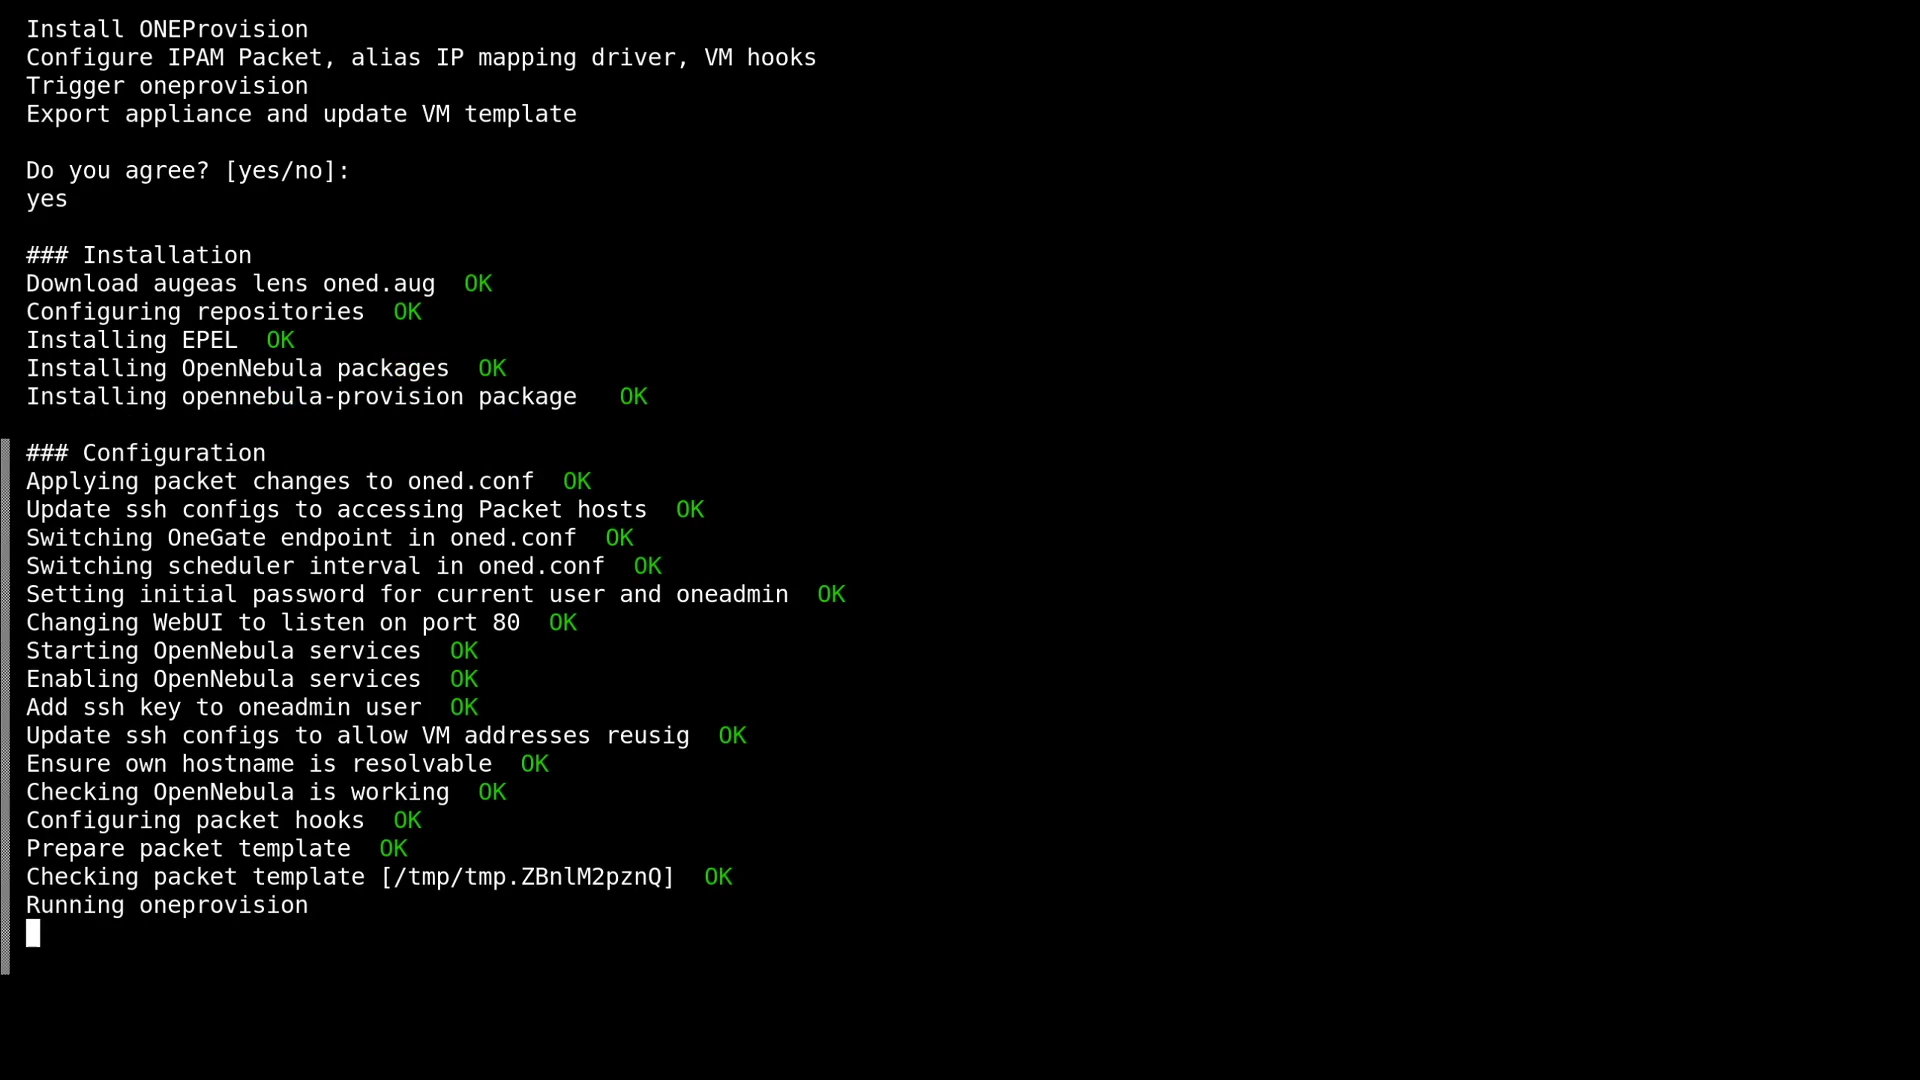 Install ONEProvision
Configure IPAM Packet, alias IP mapping driver, VM hooks
Trigger oneprovision
Export appliance and update VM template
Do you agree? [yes/no]:
yes
### Installation
Download augeas lens oned.aug  OK
Configuring repositories  OK
Installing EPEL  OK
Installing OpenNebula packages  OK
Installing opennebula-provision package   OK
### Configuration
Applying packet changes to oned.conf  OK
Update ssh configs to accessing Packet hosts  OK
Switching OneGate endpoint in oned.conf  OK
Switching scheduler interval in oned.conf  OK
Setting initial password for current user and oneadmin  OK
Changing WebUI to listen on port 80  OK
Starting OpenNebula services  OK
Enabling OpenNebula services  OK
Add ssh key to oneadmin user  OK
Update ssh configs to allow VM addresses reusig  OK
Ensure own hostname is resolvable  OK
Checking OpenNebula is working  OK
Configuring packet hooks  OK
Prepare packet template  OK
Checking packet template [/tmp/tmp.ZBnlM2pznQ]  OK
Running oneprovision